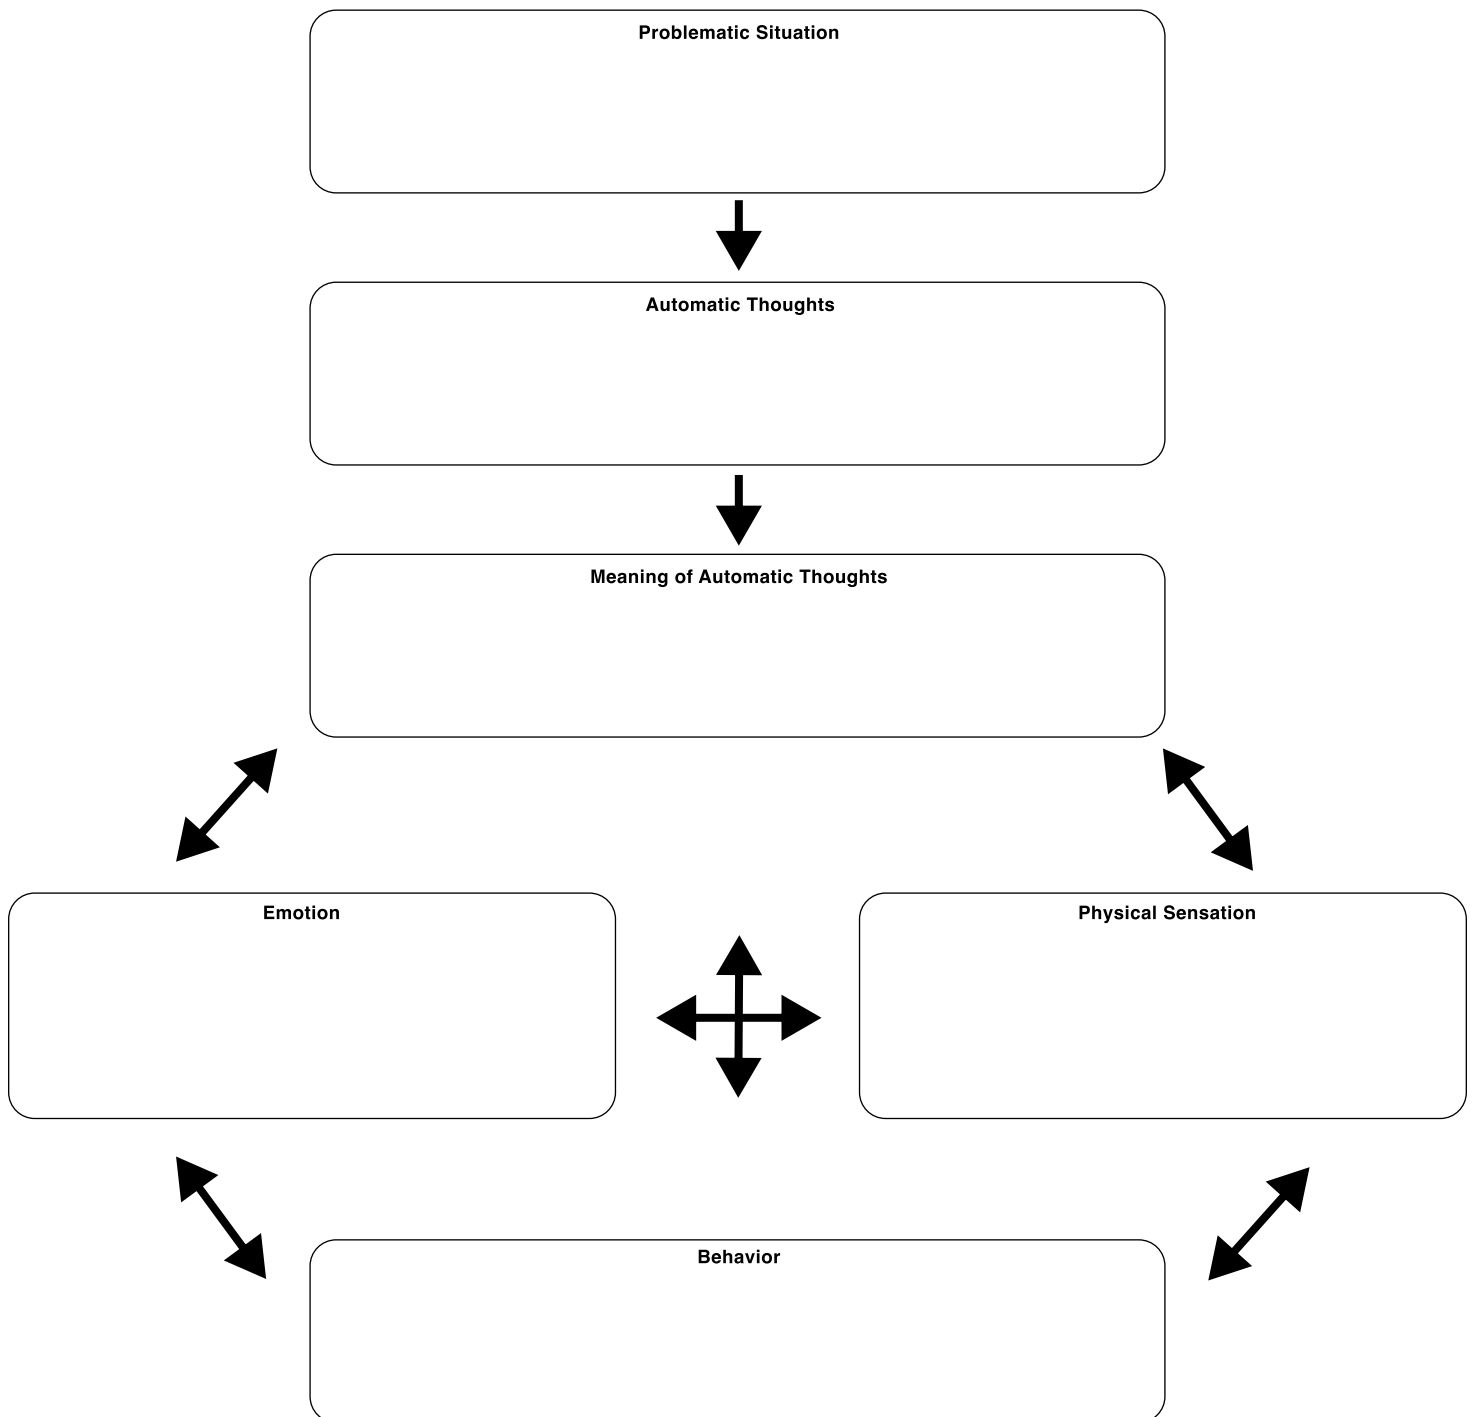 Problematic Situation
Automatic Thoughts
Meaning of Automatic Thoughts
Emotion
Physical Sensation
Behavior